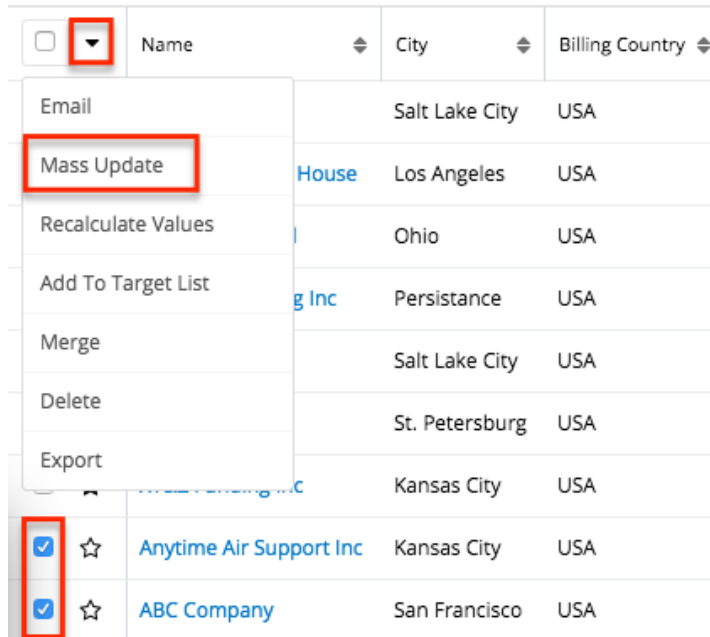 Name City Billing Country
Email Salt Lake City USA
Mass Update House Los Angeles USA
Recalculate Values Ohio USA
Add To Target List g Inc Persistance USA
Merge Salt Lake City USA
Delete St. Petersburg USA
Export Inc Kansas City USA
Anytime Air Support Inc Kansas City USA
ABC Company San Francisco USA